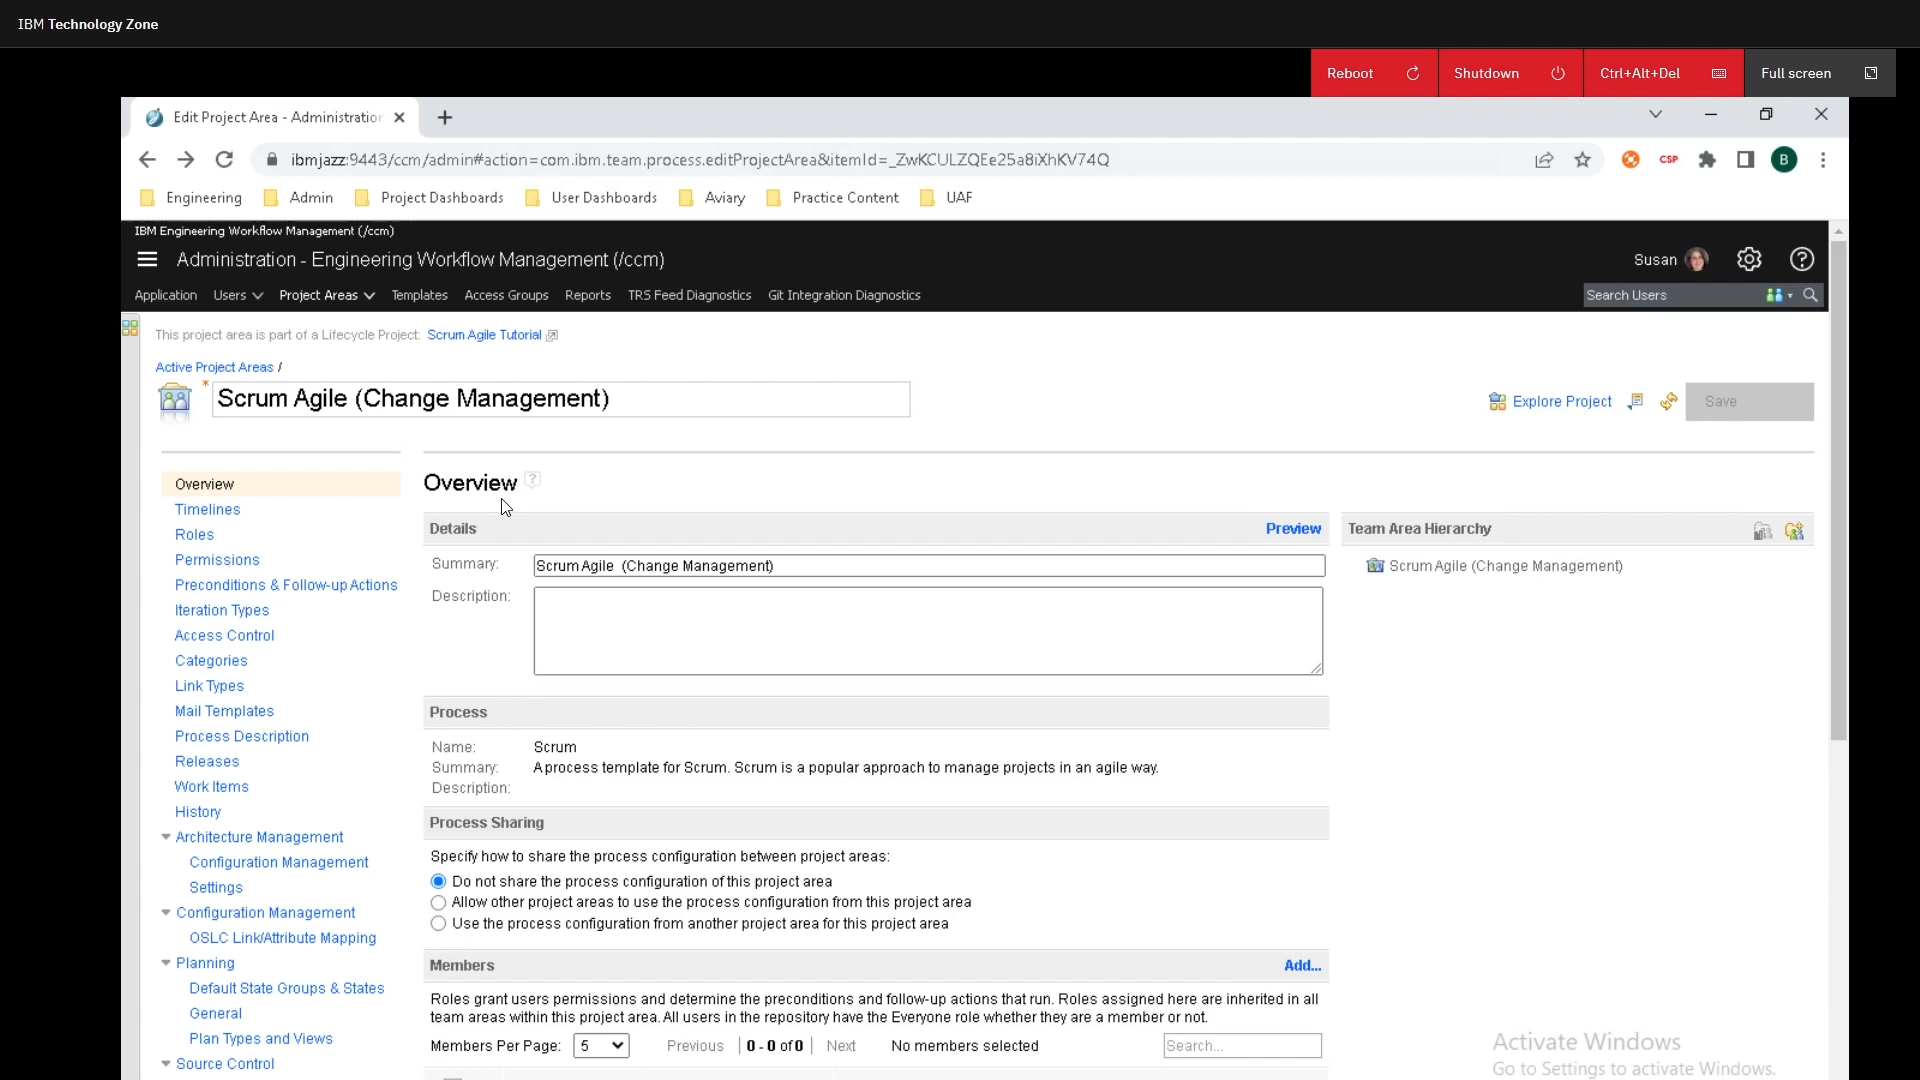 IBM Technology Zone
Reboot Shutdown Ctrl+Alt+Del Full screen
Edit Project Area - Administration
ibmjazz:9443/ccm/admin#action=com.ibm.team.process.editProjectArea&itemId=_ZwKCULZQEe25a8iXhKV74Q
CSP
B
Engineering Admin Project Dashboards User Dashboards Aviary Practice Content UAF
IBM Engineering Workflow Management (/ccm)
Administration - Engineering Workflow Management (/ccm)
Susan
Application Users Project Areas Templates Access Groups Reports TRS Feed Diagnostics Git Integration Diagnostics
Search Users
This project area is part of a Lifecycle Project: Scrum Agile Tutorial
Active Project Areas /
* Scrum Agile (Change Management)
Explore Project
Save
Overview
Timelines
Roles
Permissions
Preconditions & Follow-up Actions
Iteration Types
Access Control
Categories
Link Types
Mail Templates
Process Description
Releases
Work Items
History
Architecture Management
Configuration Management
Settings
Configuration Management
OSLC Link/Attribute Mapping
Planning
Default State Groups & States
General
Plan Types and Views
Source Control
Overview ?
Details Preview
Summary: Scrum Agile (Change Management)
Description:
Process
Name: Scrum
Summary: A process template for Scrum. Scrum is a popular approach to manage projects in an agile way.
Description:
Process Sharing
Specify how to share the process configuration between project areas:
Do not share the process configuration of this project area
Allow other project areas to use the process configuration from this project area
Use the process configuration from another project area for this project area
Members Add...
Roles grant users permissions and determine the preconditions and follow-up actions that run. Roles assigned here are inherited in all
team areas within this project area. All users in the repository have the Everyone role whether they are a member or not.
Members Per Page: 5 Previous | 0 - 0 of 0 | Next No members selected Search...
Team Area Hierarchy
Scrum Agile (Change Management)
Activate Windows
Go to Settings to activate Windows.